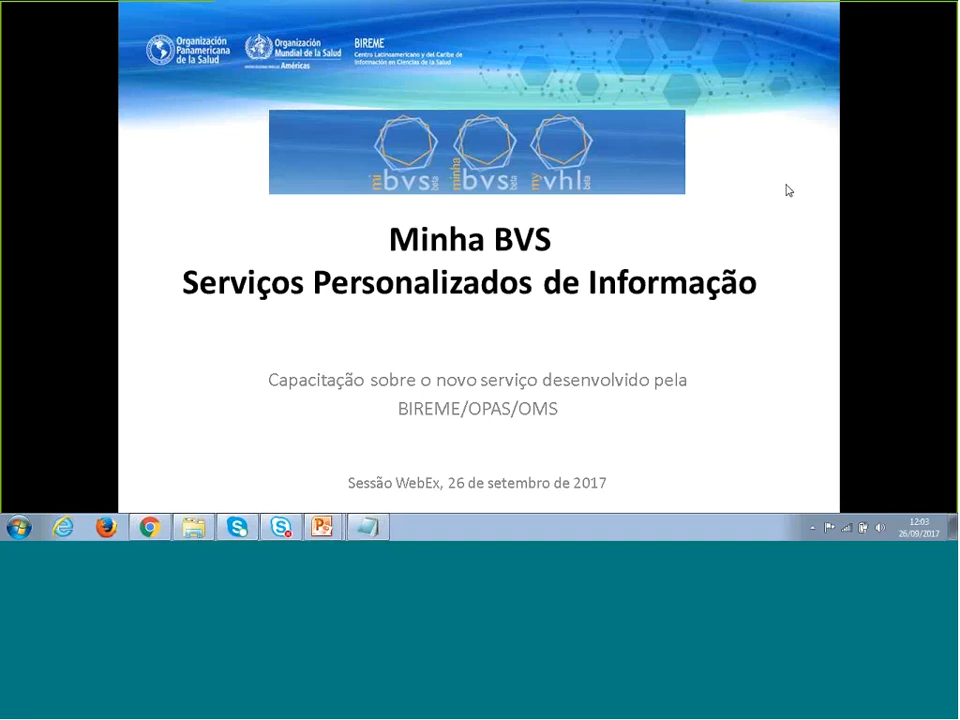 Organización
Panamericana
de la Salud
Organización
Mundial de la Salud
Américas
BIREME
Centro Latinoamericano y del Caribe de
Información en Ciencias de la Salud
mi bvs beta
minha bvs beta
my vhl beta
Minha BVS
Serviços Personalizados de Informação
Capacitação sobre o novo serviço desenvolvido pela
BIREME/OPAS/OMS
Sessão WebEx, 26 de setembro de 2017
12:03
26/09/2017